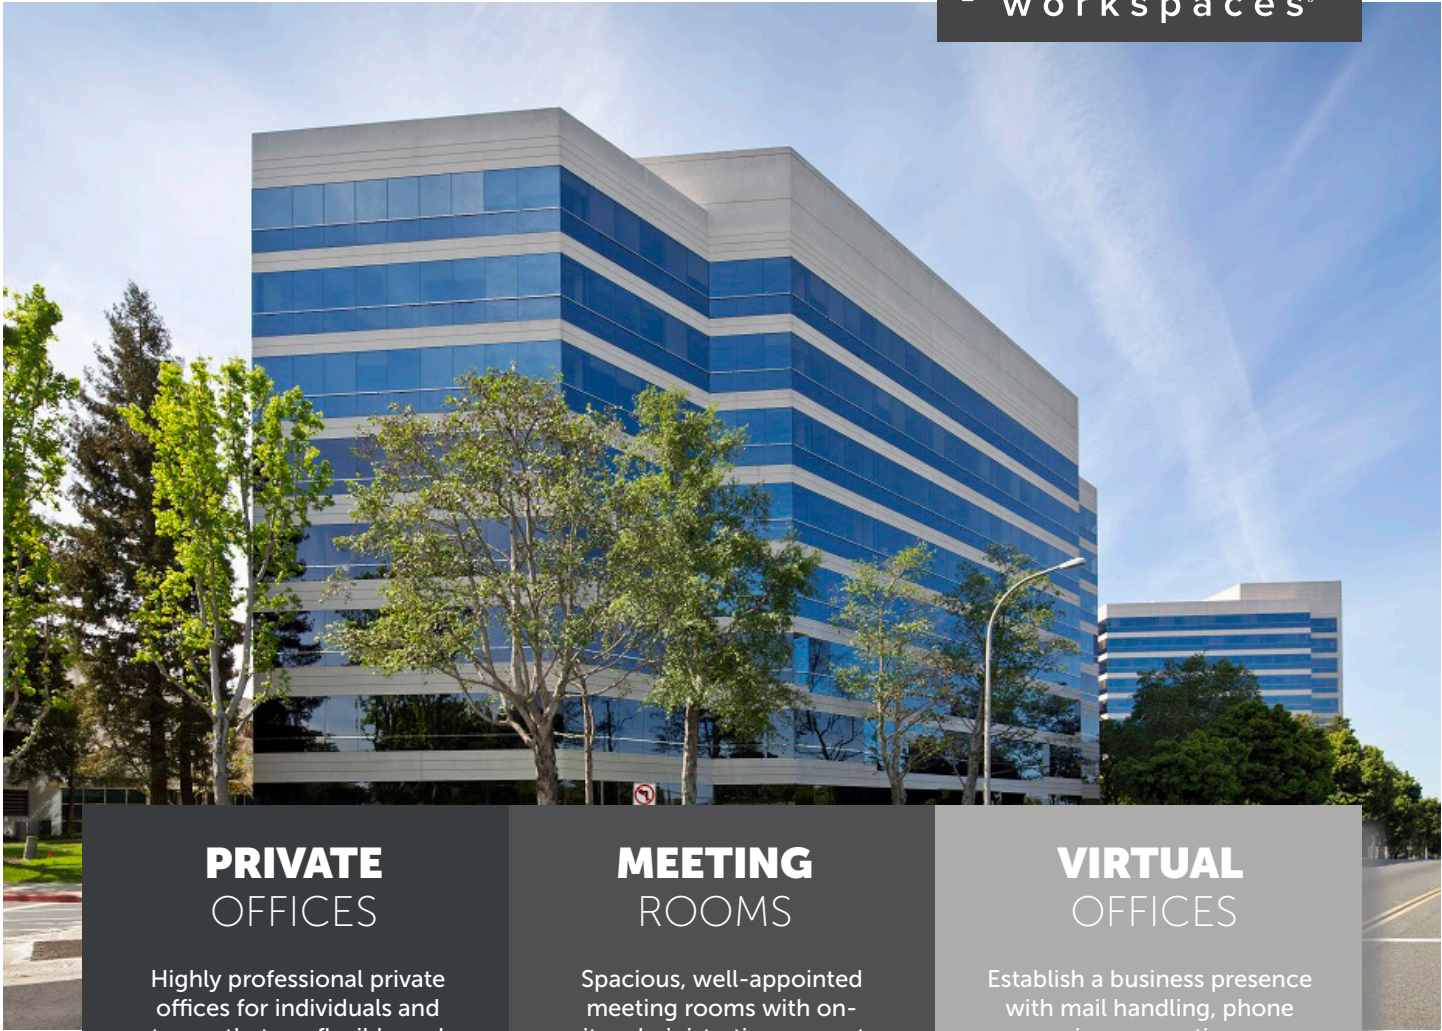 workspaces®
PRIVATE
OFFICES
Highly professional private
offices for individuals and
MEETING
ROOMS
Spacious, well-appointed
meeting rooms with on-
VIRTUAL
OFFICES
Establish a business presence
with mail handling, phone